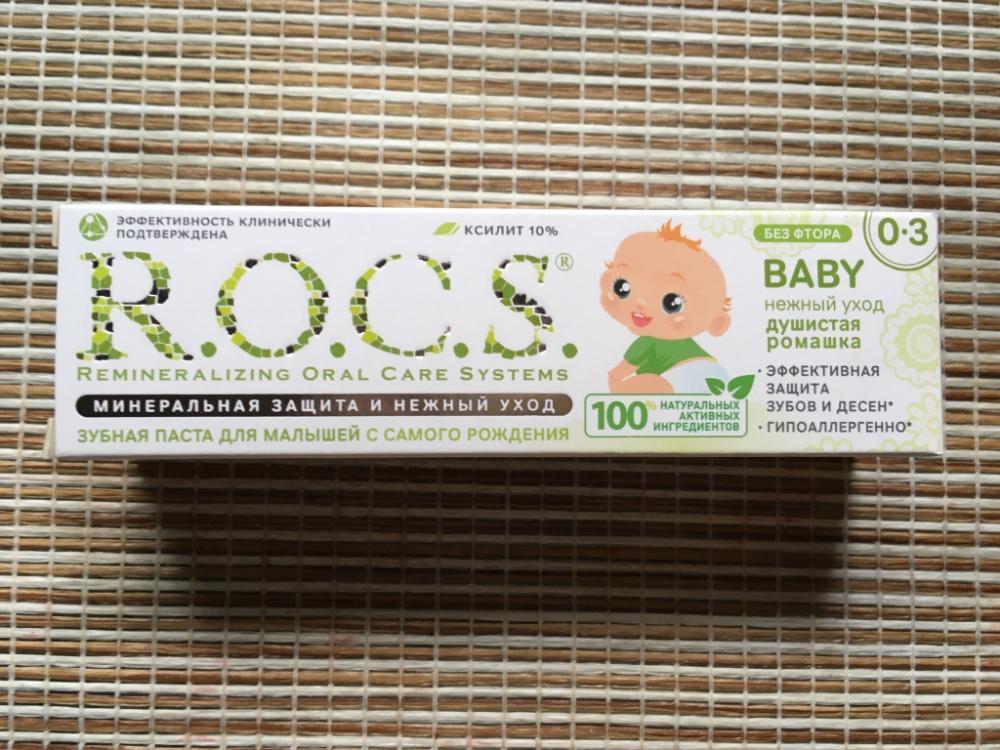 ЭФФЕКТИВНОСТЬ КЛИНИЧЕСКИ
ПОДТВЕРЖДЕНА
КСИЛИТ 10%
R.O.C.S.®
REMINERALIZING ORAL CARE SYSTEMS
МИНЕРАЛЬНАЯ ЗАЩИТА И НЕЖНЫЙ УХОД
ЗУБНАЯ ПАСТА ДЛЯ МАЛЫШЕЙ С САМОГО РОЖДЕНИЯ
100% НАТУРАЛЬНЫХ
АКТИВНЫХ
ИНГРЕДИЕНТОВ
БЕЗ ФТОРА
0·3
BABY
нежный уход
душистая
ромашка
· ЭФФЕКТИВНАЯ
ЗАЩИТА
ЗУБОВ И ДЕСЕН*
· ГИПОАЛЛЕРГЕННО*